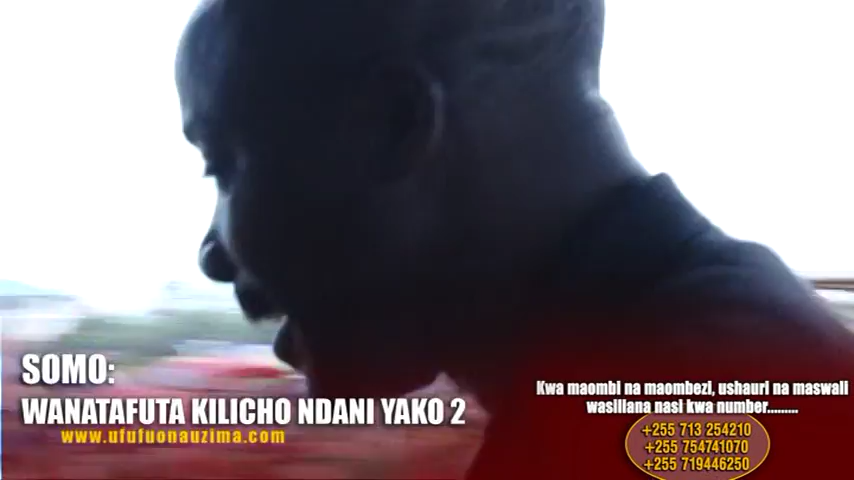 SOMO:
WANATAFUTA KILICHO NDANI YAKO 2
www.ufufuonauzima.com
Kwa maombi na maombezi, ushauri na maswali
wasiliana nasi kwa number.........
+255 713 254210
+255 754741070
+255 719446250